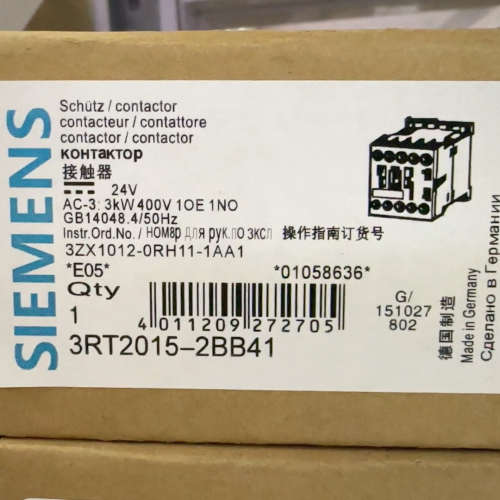 SIEMENS
Schütz / contactor
contacteur / contattore
contactor / contactor
контактор
接触器
24V
AC-3: 3kW 400V 1OE 1NO
GB14048.4/50Hz
Instr.Ord.No. / номер для рук.по экспл 操作指南订货号
3ZX1012-0RH11-1AA1
*E05* *01058636*
Qty
1
4 011209 272705
3RT2015-2BB41
G/
151027
802
德国制造
Made in Germany
Сделано в Германии